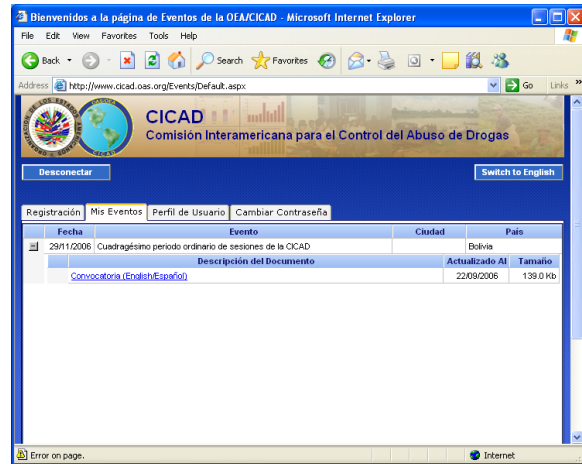 Bienvenidos a la página de Eventos de la OEA/CICAD - Microsoft Internet Explorer
File Edit View Favorites Tools Help
Back Search Favorites
Address http://www.cicad.oas.org/Events/Default.aspx Go Links »
CICAD
Comisión Interamericana para el Control del Abuso de Drogas
Desconectar Switch to English
Registración Mis Eventos Perfil de Usuario Cambiar Contraseña
Fecha Evento Ciudad País
29/11/2006 Cuadragésimo periodo ordinario de sesiones de la CICAD Bolivia
Descripción del Documento Actualizado Al Tamaño
Convocatoria (English/Español) 22/09/2006 139.0 Kb
Error on page. Internet